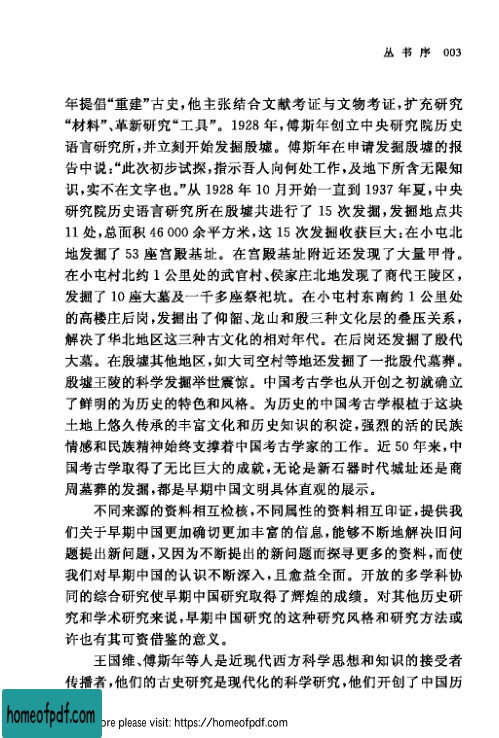 丛 书 序 003
年提倡“重建”古史,他主张结合文献考证与文物考证,扩充研究
“材料”、革新研究“工具”。1928 年,傅斯年创立中央研究院历史
语言研究所,并立刻开始发掘殷墟。傅斯年在申请发掘殷墟的报
告中说:“此次初步试探,指示吾人向何处工作,及地下所含无限知
识,实不在文字也。”从 1928 年 10 月开始一直到 1937 年夏,中央
研究院历史语言研究所在殷墟共进行了 15 次发掘,发掘地点共
11 处,总面积 46 000 余平方米,这 15 次发掘收获巨大:在小屯北
地发掘了 53 座宫殿基址。在宫殿基址附近还发现了大量甲骨。
在小屯村北约 1 公里处的武官村、侯家庄北地发现了商代王陵区,
发掘了 10 座大墓及一千多座祭祀坑。在小屯村东南约 1 公里处
的高楼庄后岗,发掘出了仰韶、龙山和殷三种文化层的叠压关系,
解决了华北地区这三种古文化的相对年代。在后岗还发掘了殷代
大墓。在殷墟其他地区,如大司空村等地还发掘了一批殷代墓葬。
殷墟王陵的科学发掘举世震惊。中国考古学也从开创之初就确立
了鲜明的为历史的特色和风格。为历史的中国考古学根植于这块
土地上悠久传承的丰富文化和历史知识的积淀,强烈的活的民族
情感和民族精神始终支撑着中国考古学家的工作。近 50 年来,中
国考古学取得了无比巨大的成就,无论是新石器时代城址还是商
周墓葬的发掘,都是早期中国文明具体直观的展示。
不同来源的资料相互检核,不同属性的资料相互印证,提供我
们关于早期中国更加确切更加丰富的信息,能够不断地解决旧问
题提出新问题,又因为不断提出的新问题而探寻更多的资料,而使
我们对早期中国的认识不断深入,且愈益全面。开放的多学科协
同的综合研究使早期中国研究取得了辉煌的成绩。对其他历史研
究和学术研究来说,早期中国研究的这种研究风格和研究方法或
许也有其可资借鉴的意义。
王国维、傅斯年等人是近现代西方科学思想和知识的接受者
传播者,他们的古史研究是现代化的科学研究,他们开创了中国历
homeofpdf.com
ore please visit: https://homeofpdf.com